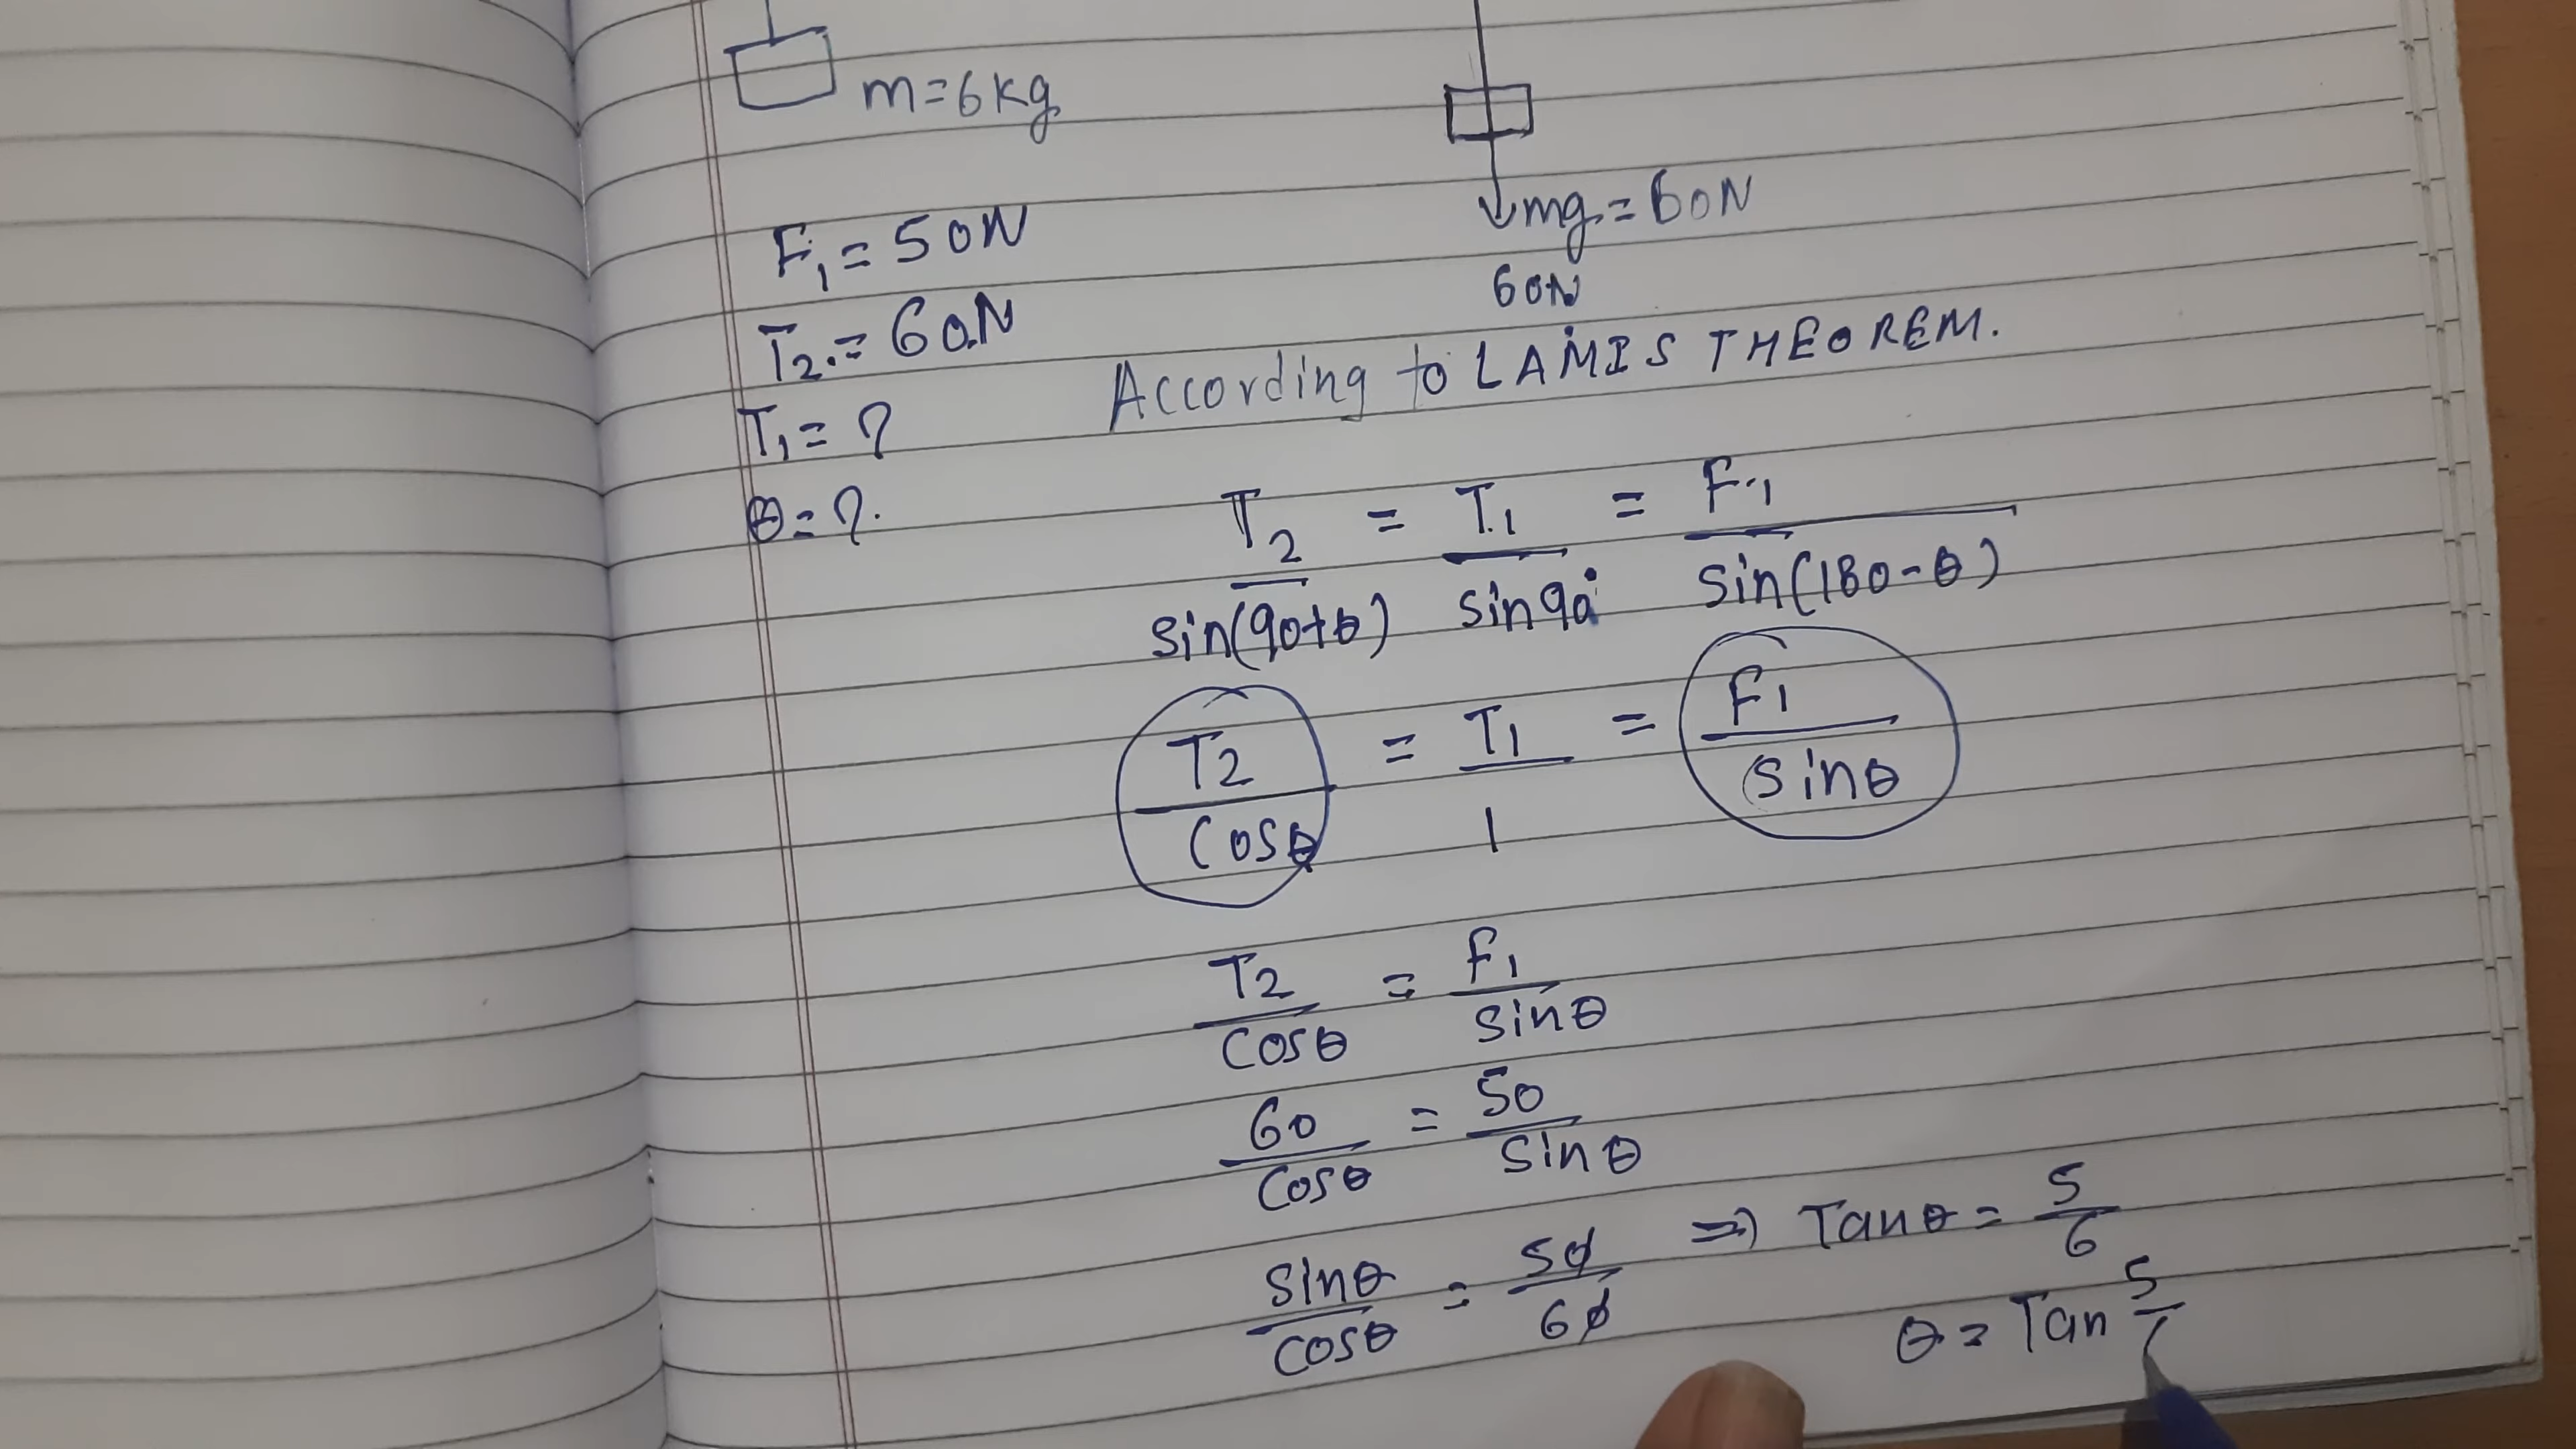 m=6kg
↓mg=60N
60N
F₁=50N
T₂.=60N
T₁=?
θ=?.
According to LAMIS THEOREM.
T₂/sin(90+θ) = T.₁/sin90° = F₁/sin(180-θ)
T2/cosθ = T₁/1 = F₁/sinθ
T2/cosθ = F₁/sinθ
60/cosθ = 50/sinθ
sinθ/cosθ = 50/60 ⇒ Tanθ = 5/6
θ = Tan 5/